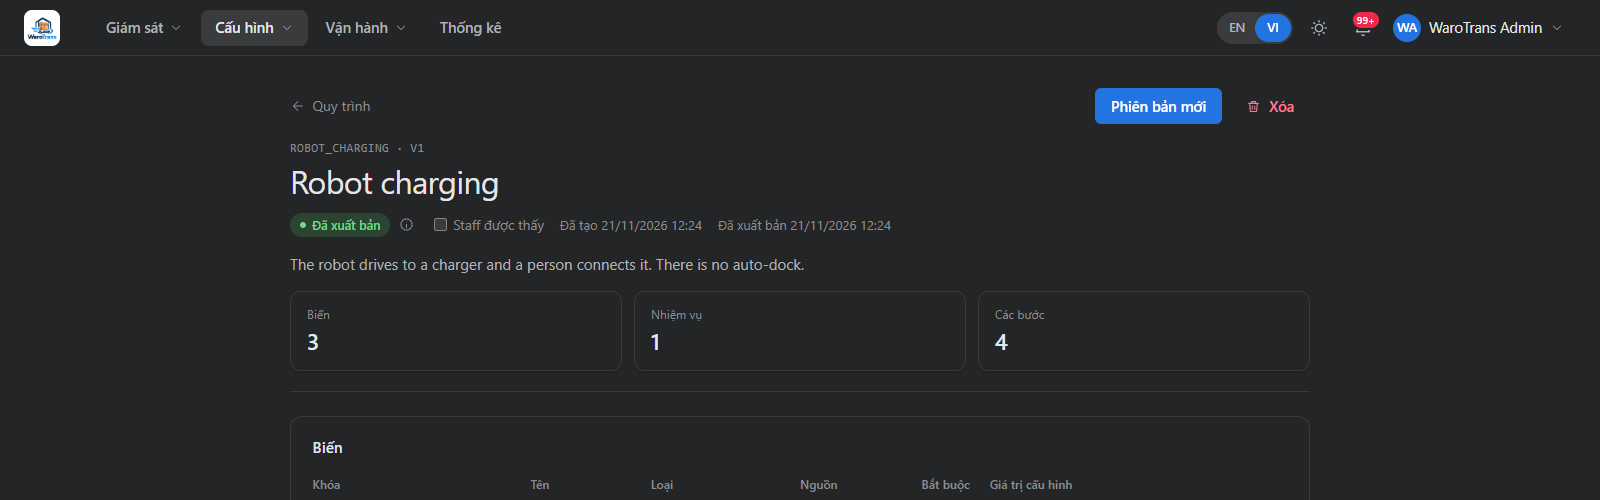 WaroTrans
Giám sát Cấu hình Vận hành Thống kê EN VI 99+ WA WaroTrans Admin
Quy trình Phiên bản mới Xóa
ROBOT_CHARGING · V1
Robot charging
Đã xuất bản Staff được thấy Đã tạo 21/11/2026 12:24 Đã xuất bản 21/11/2026 12:24
The robot drives to a charger and a person connects it. There is no auto-dock.
Biến Nhiệm vụ Các bước
3 1 4
Biến
Khóa Tên Loại Nguồn Bắt buộc Giá trị cấu hình